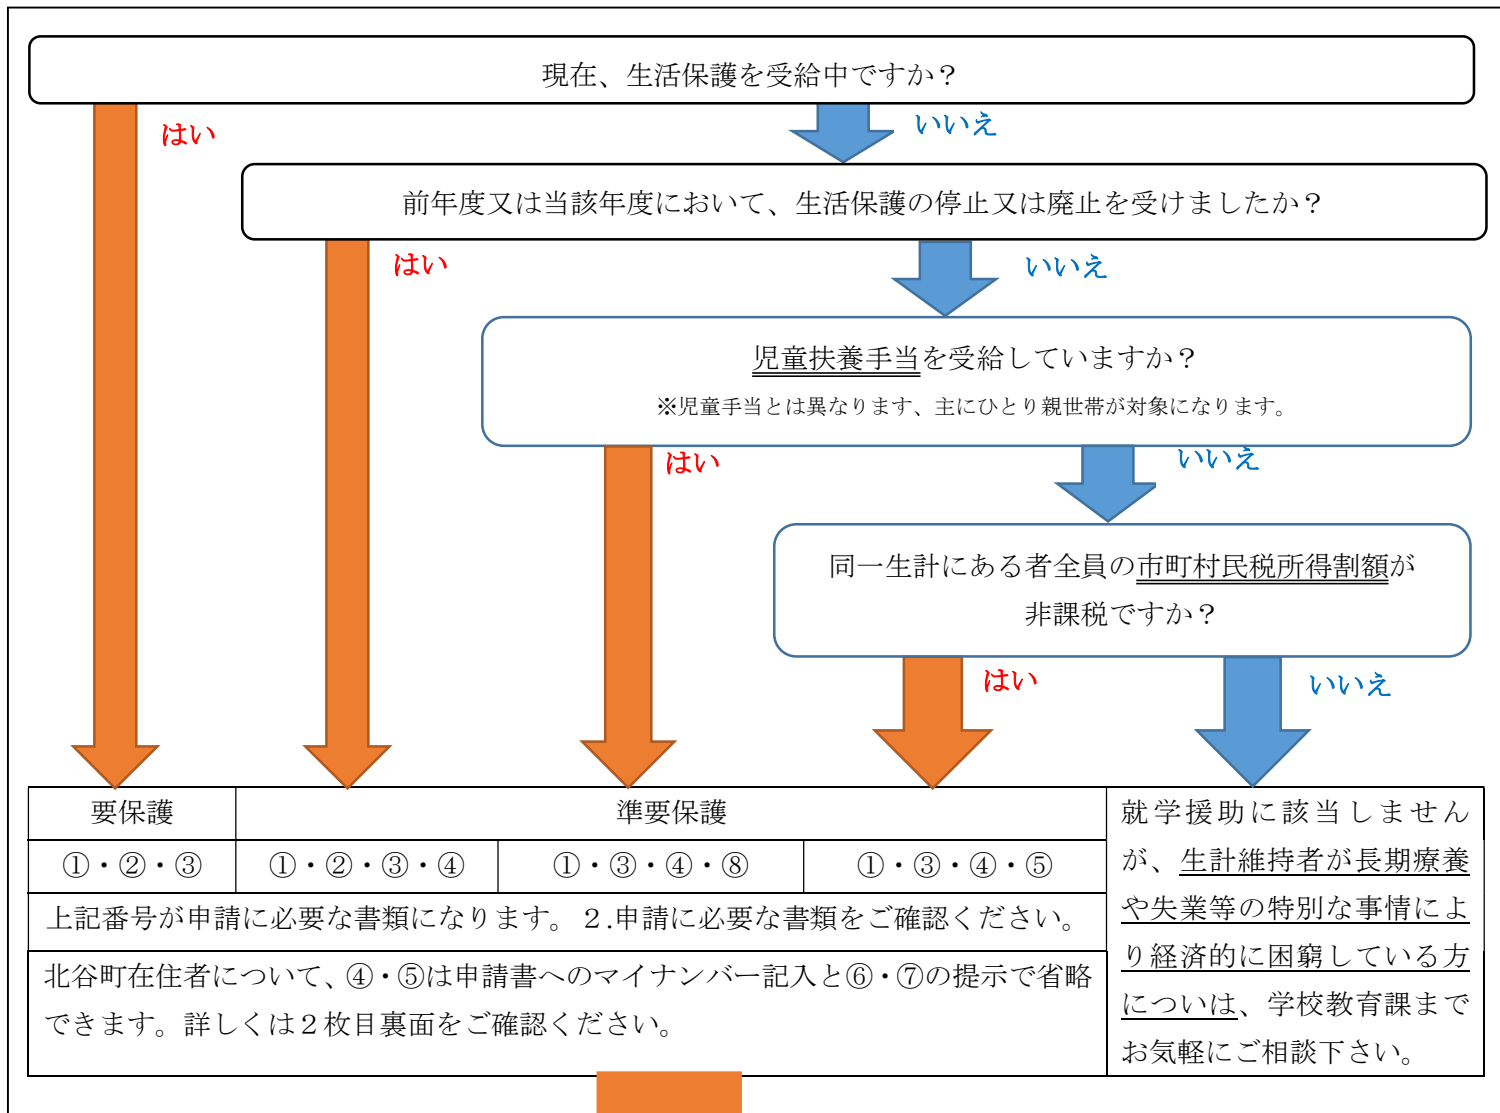 現在、生活保護を受給中ですか？
はい
いいえ
前年度又は当該年度において、生活保護の停止又は廃止を受けましたか？
はい
いいえ
児童扶養手当を受給していますか？
※児童手当とは異なります、主にひとり親世帯が対象になります。
はい
いいえ
同一生計にある者全員の市町村民税所得割額が
非課税ですか？
はい
いいえ
要保護
準要保護
①・②・③
①・②・③・④
①・③・④・⑧
①・③・④・⑤
上記番号が申請に必要な書類になります。２.申請に必要な書類をご確認ください。
北谷町在住者について、④・⑤は申請書へのマイナンバー記入と⑥・⑦の提示で省略
できます。詳しくは２枚目裏面をご確認ください。
就学援助に該当しません
が、生計維持者が長期療養
や失業等の特別な事情によ
り経済的に困窮している方
についは、学校教育課まで
お気軽にご相談下さい。